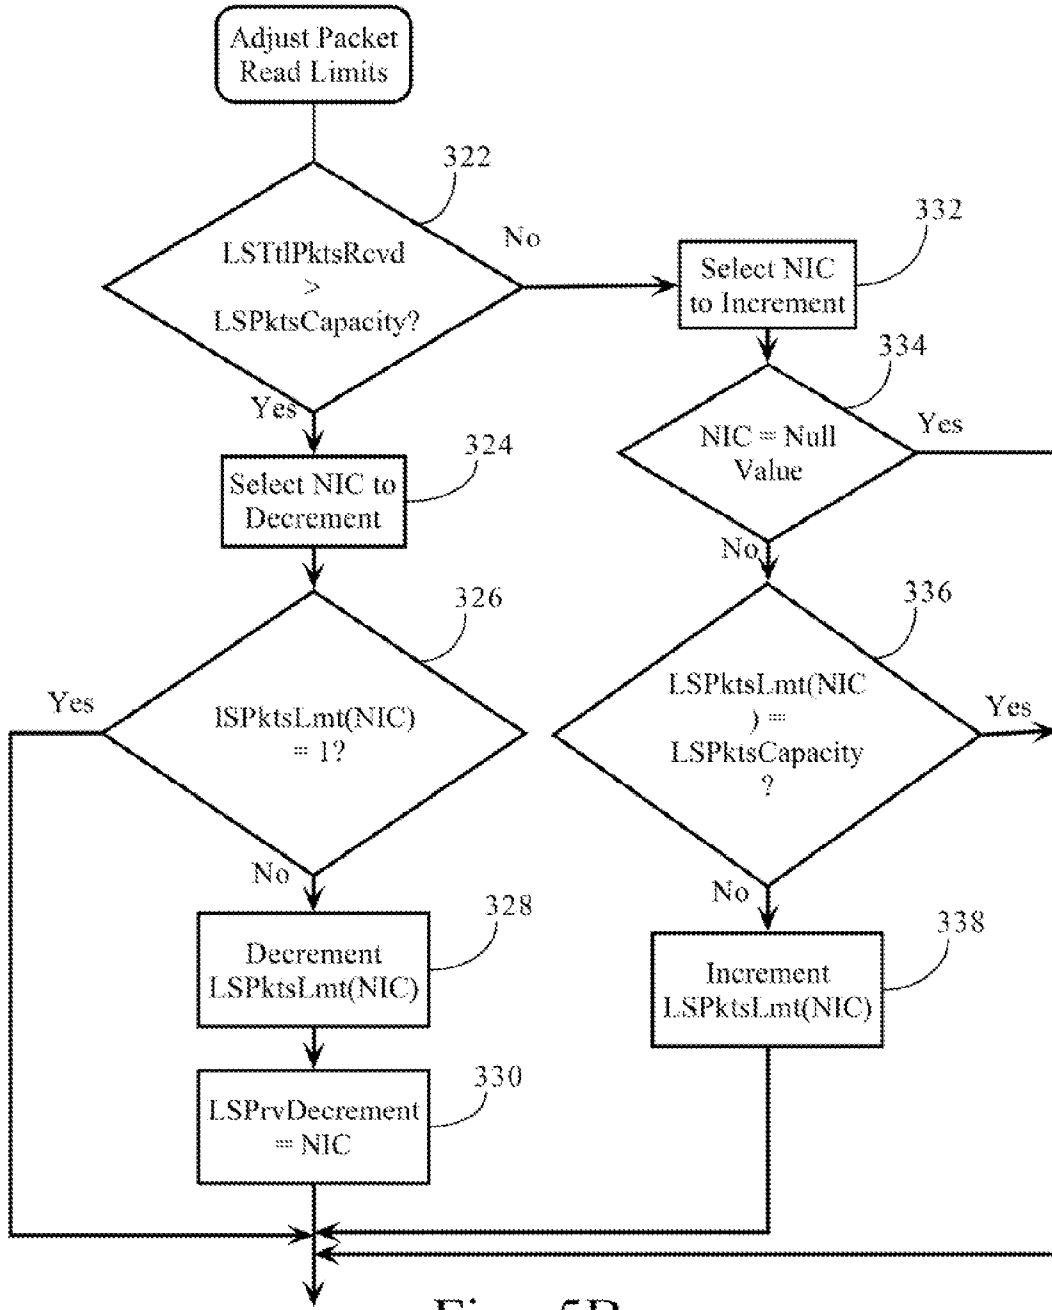 Adjust Packet
Read Limits
322
LSTtlPktsRcvd
>
LSPktsCapacity?
No
Yes
332
Select NIC
to Increment
334
NIC = Null
Value
Yes
No
324
Select NIC to
Decrement
326
lSPktsLmt(NIC)
= 1?
Yes
No
336
LSPktsLmt(NIC
) =
LSPktsCapacity
?
Yes
No
328
Decrement
LSPktsLmt(NIC)
338
Increment
LSPktsLmt(NIC)
330
LSPrvDecrement
= NIC
Fig. 5B